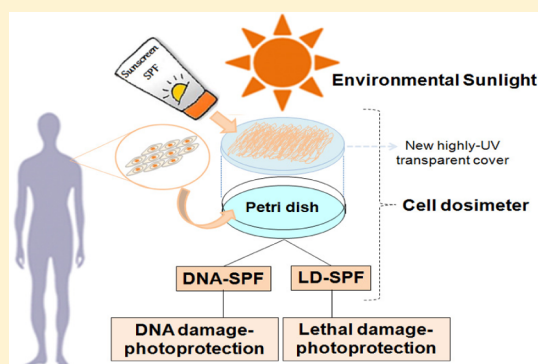 Sunscreen
SPF
Environmental Sunlight
New highly-UV
transparent cover
Petri dish
Cell dosimeter
DNA-SPF
LD-SPF
DNA damage-
photoprotection
Lethal damage-
photoprotection